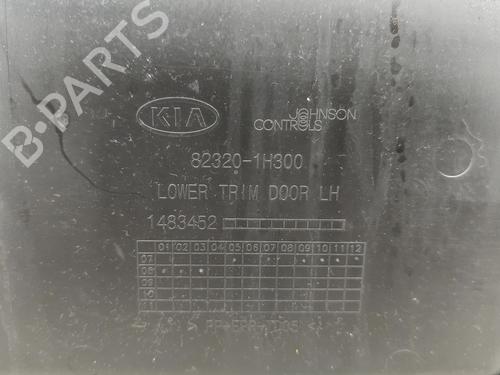 B-PARTS
KIA
JOHNSON
CONTROLS
82320-1H300
LOWER TRIM DOOR LH
1483452
01 02 03 04 05 06 07 08 09 10 11 12
07
08
09
10
11